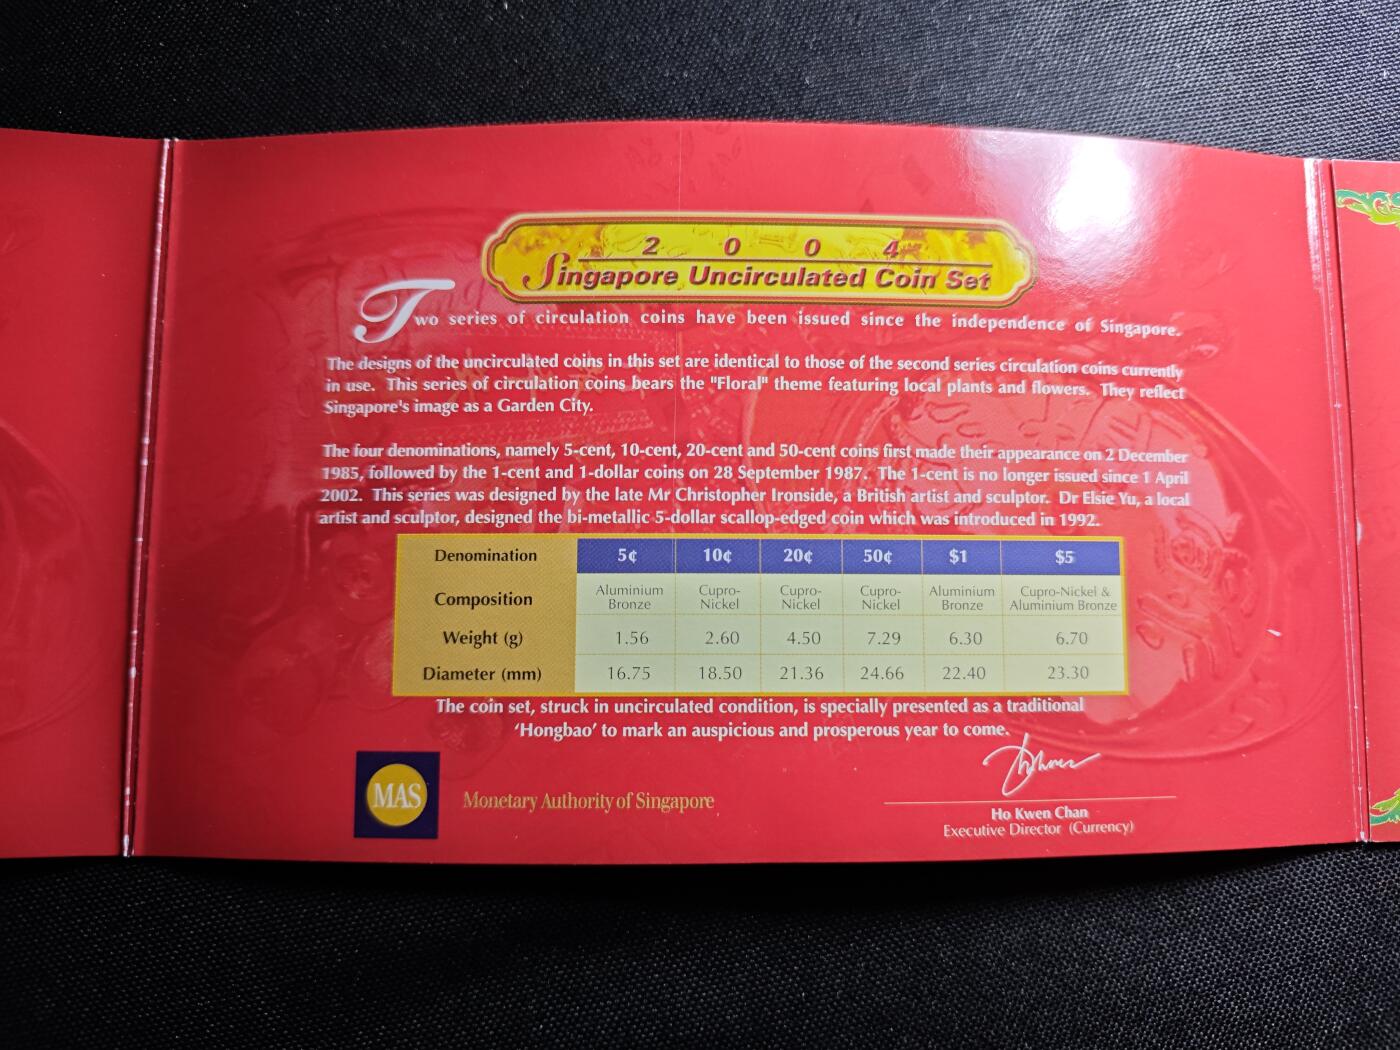 2 0 0 4
Singapore Uncirculated Coin Set
Two series of circulation coins have been issued since the independence of Singapore.
The designs of the uncirculated coins in this set are identical to those of the second series circulation coins currently
in use. This series of circulation coins bears the "Floral" theme featuring local plants and flowers. They reflect
Singapore's image as a Garden City.
The four denominations, namely 5-cent, 10-cent, 20-cent and 50-cent coins first made their appearance on 2 December
1985, followed by the 1-cent and 1-dollar coins on 28 September 1987. The 1-cent is no longer issued since 1 April
2002. This series was designed by the late Mr Christopher Ironside, a British artist and sculptor. Dr Elsie Yu, a local
artist and sculptor, designed the bi-metallic 5-dollar scallop-edged coin which was introduced in 1992.
Denomination 5¢ 10¢ 20¢ 50¢ $1 $5
Composition Aluminium Bronze Cupro-Nickel Cupro-Nickel Cupro-Nickel Aluminium Bronze Cupro-Nickel & Aluminium Bronze
Weight (g) 1.56 2.60 4.50 7.29 6.30 6.70
Diameter (mm) 16.75 18.50 21.36 24.66 22.40 23.30
The coin set, struck in uncirculated condition, is specially presented as a traditional
‘Hongbao’ to mark an auspicious and prosperous year to come.
MAS
Monetary Authority of Singapore
Ho Kwen Chan
Executive Director (Currency)